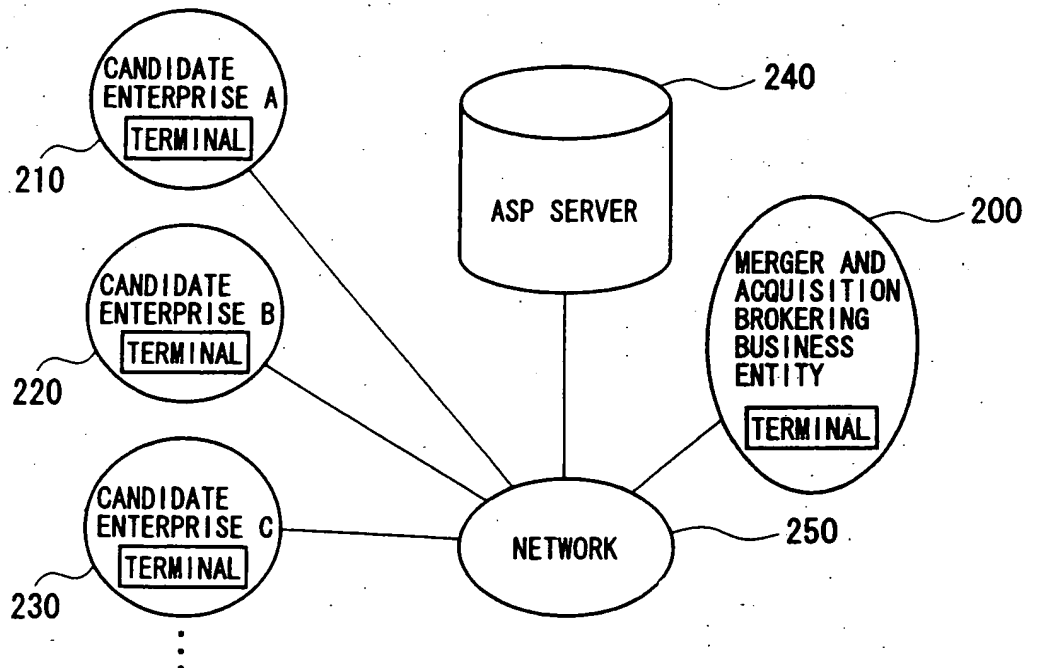 CANDIDATE
ENTERPRISE A
TERMINAL
210
CANDIDATE
ENTERPRISE B
TERMINAL
220
CANDIDATE
ENTERPRISE C
TERMINAL
230
240
ASP SERVER
200
MERGER AND
ACQUISITION
BROKERING
BUSINESS
ENTITY
TERMINAL
NETWORK
250